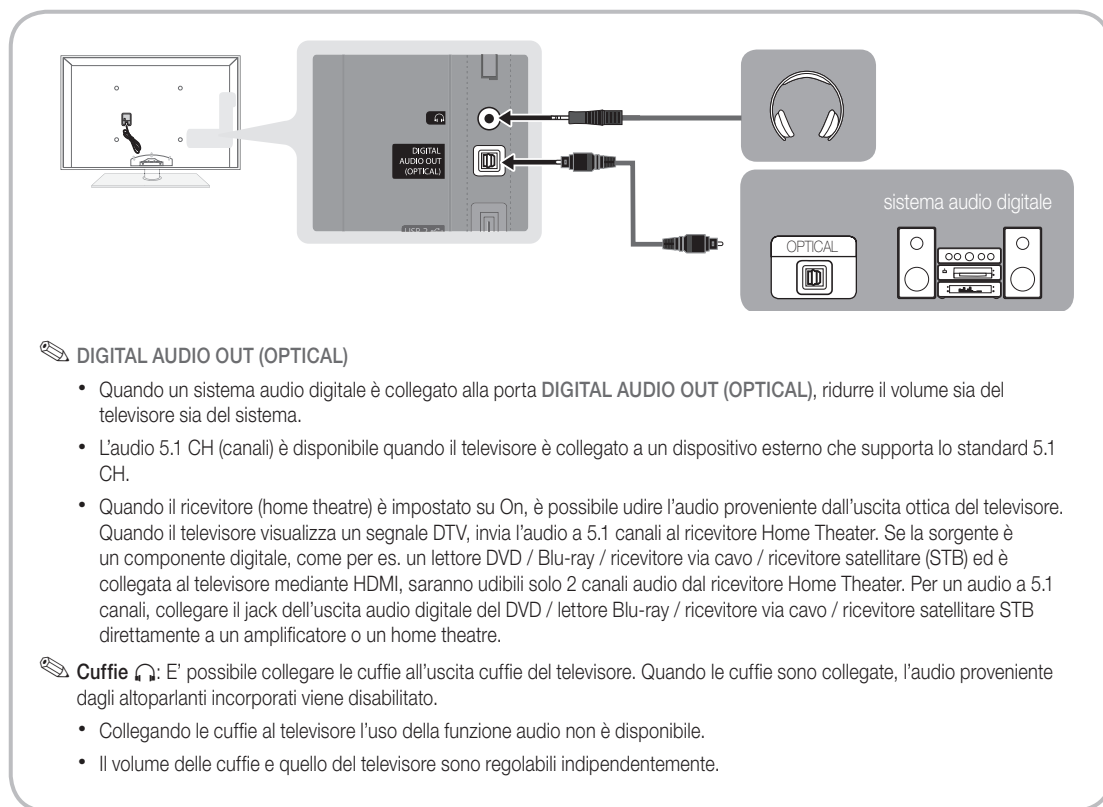 DIGITAL
AUDIO OUT
(OPTICAL)
sistema audio digitale
OPTICAL
DIGITAL AUDIO OUT (OPTICAL)
• Quando un sistema audio digitale è collegato alla porta DIGITAL AUDIO OUT (OPTICAL), ridurre il volume sia del
televisore sia del sistema.
• L'audio 5.1 CH (canali) è disponibile quando il televisore è collegato a un dispositivo esterno che supporta lo standard 5.1
CH.
• Quando il ricevitore (home theatre) è impostato su On, è possibile udire l'audio proveniente dall'uscita ottica del televisore.
Quando il televisore visualizza un segnale DTV, invia l'audio a 5.1 canali al ricevitore Home Theater. Se la sorgente è
un componente digitale, come per es. un lettore DVD / Blu-ray / ricevitore via cavo / ricevitore satellitare (STB) ed è
collegata al televisore mediante HDMI, saranno udibili solo 2 canali audio dal ricevitore Home Theater. Per un audio a 5.1
canali, collegare il jack dell'uscita audio digitale del DVD / lettore Blu-ray / ricevitore via cavo / ricevitore satellitare STB
direttamente a un amplificatore o un home theatre.
Cuffie : E' possibile collegare le cuffie all'uscita cuffie del televisore. Quando le cuffie sono collegate, l'audio proveniente
dagli altoparlanti incorporati viene disabilitato.
• Collegando le cuffie al televisore l'uso della funzione audio non è disponibile.
• Il volume delle cuffie e quello del televisore sono regolabili indipendentemente.